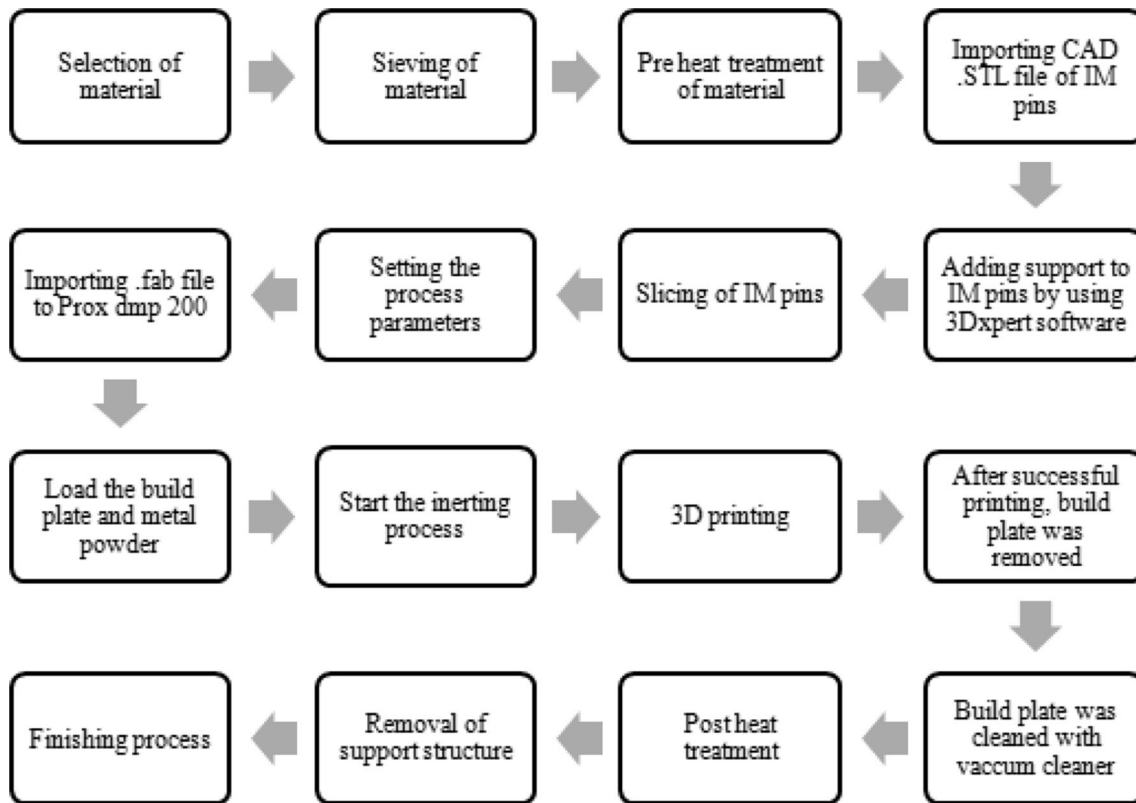 Selection of
material
Sieving of
material
Pre heat treatment
of material
Importing CAD
.STL file of IM
pins
Adding support to
IM pins by using
3Dxpert software
Slicing of IM pins
Setting the
process
parameters
Importing .fab file
to Prox dmp 200
Load the build
plate and metal
powder
Start the inerting
process
3D printing
After successful
printing, build
plate was
removed
Build plate was
cleaned with
vaccum cleaner
Post heat
treatment
Removal of
support structure
Finishing process